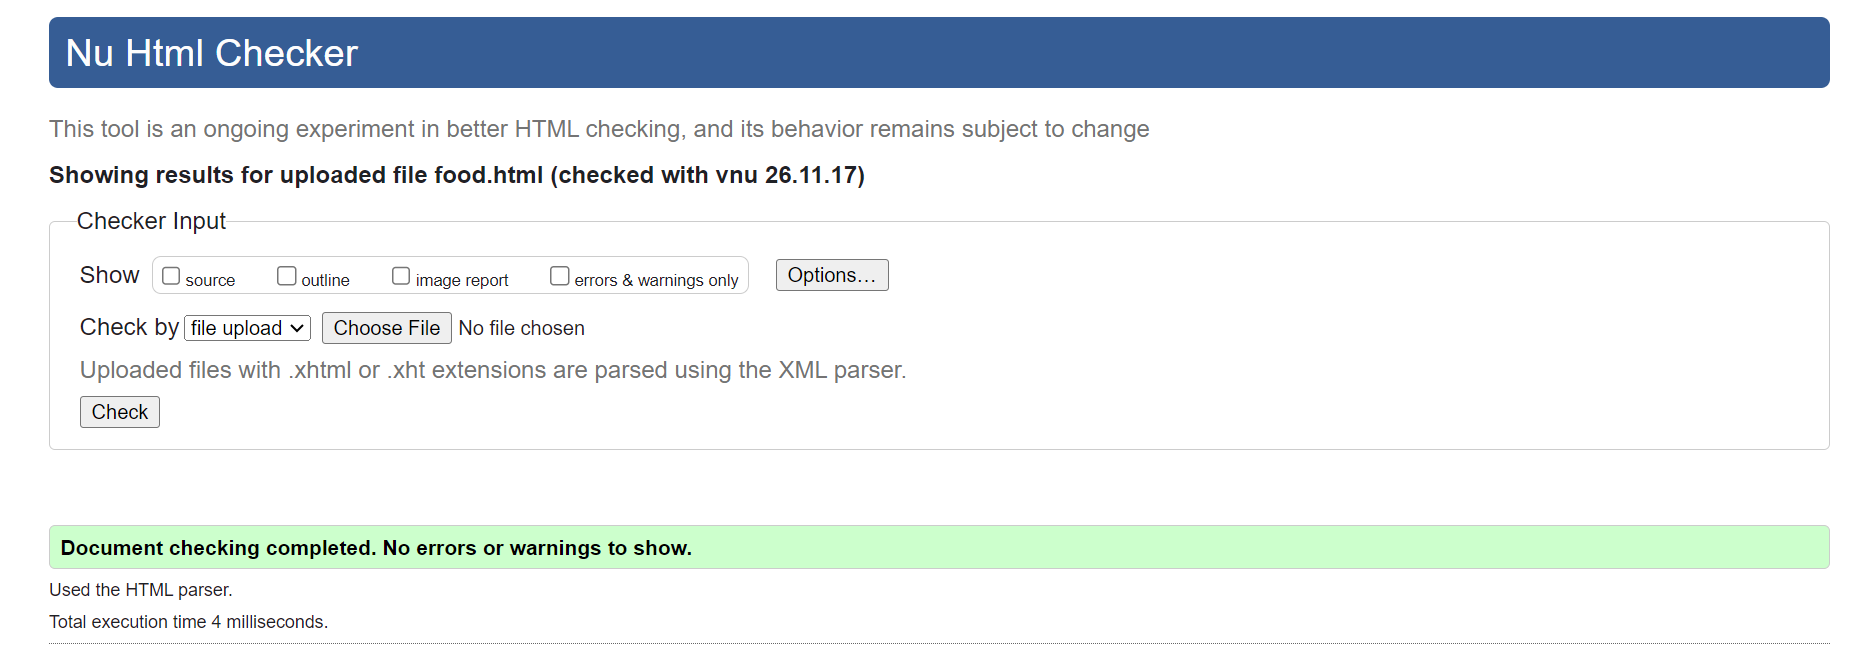 Nu Html Checker
This tool is an ongoing experiment in better HTML checking, and its behavior remains subject to change
Showing results for uploaded file food.html (checked with vnu 26.11.17)
Checker Input
Show source outline image report errors & warnings only Options...
Check by file upload Choose File No file chosen
Uploaded files with .xhtml or .xht extensions are parsed using the XML parser.
Check
Document checking completed. No errors or warnings to show.
Used the HTML parser.
Total execution time 4 milliseconds.